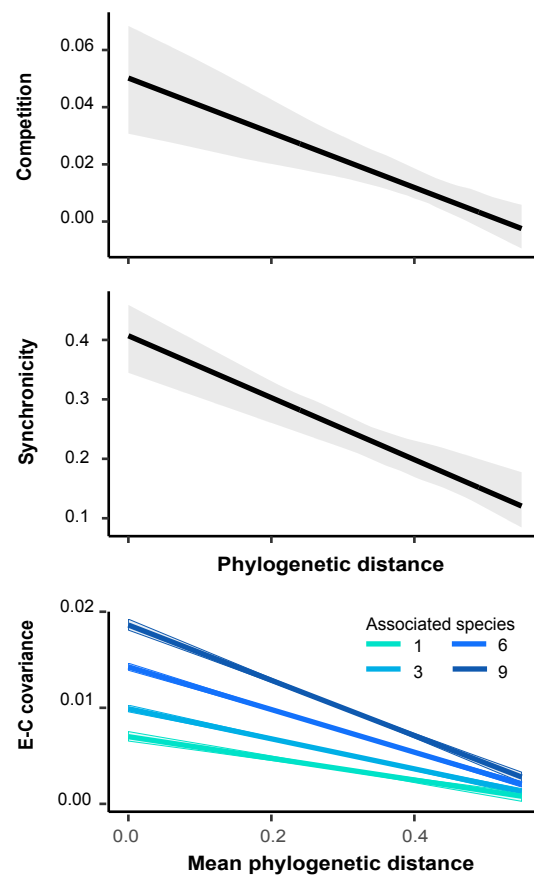 Competition
0.06
0.04
0.02
0.00
Synchronicity
0.4
0.3
0.2
0.1
Phylogenetic distance
E-C covariance
0.02
0.01
0.00
Associated species
1 6
3 9
0.0 0.2 0.4
Mean phylogenetic distance